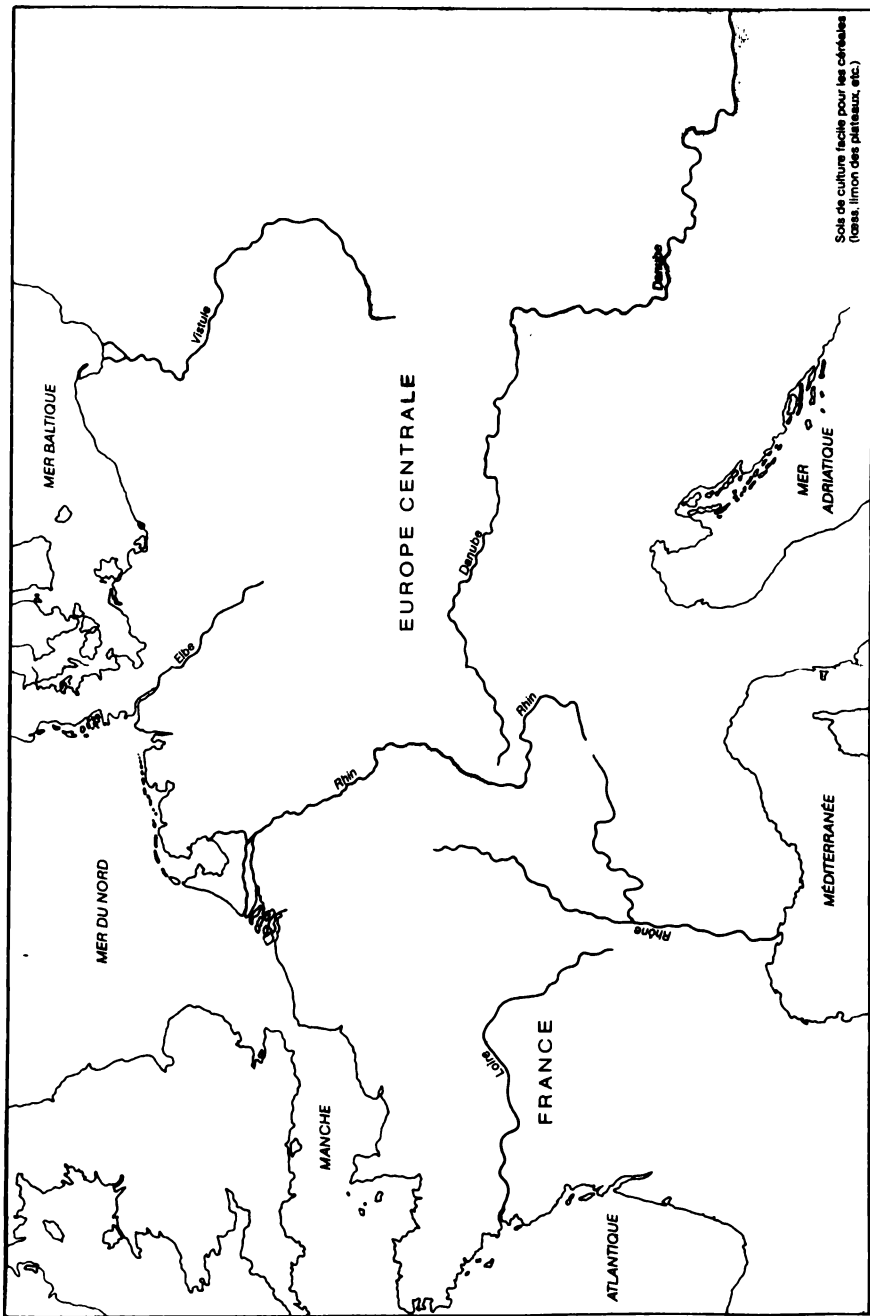 MER DU NORD
MER BALTIQUE
Elbe
Vistule
MANCHE
Rhin
EUROPE CENTRALE
Loire
Rhin
Danube
Danube
FRANCE
Rhône
ATLANTIQUE
MÉDITERRANÉE
MER
ADRIATIQUE
Sols de culture facile pour les céréales
(lœss, limon des plateaux, etc.)